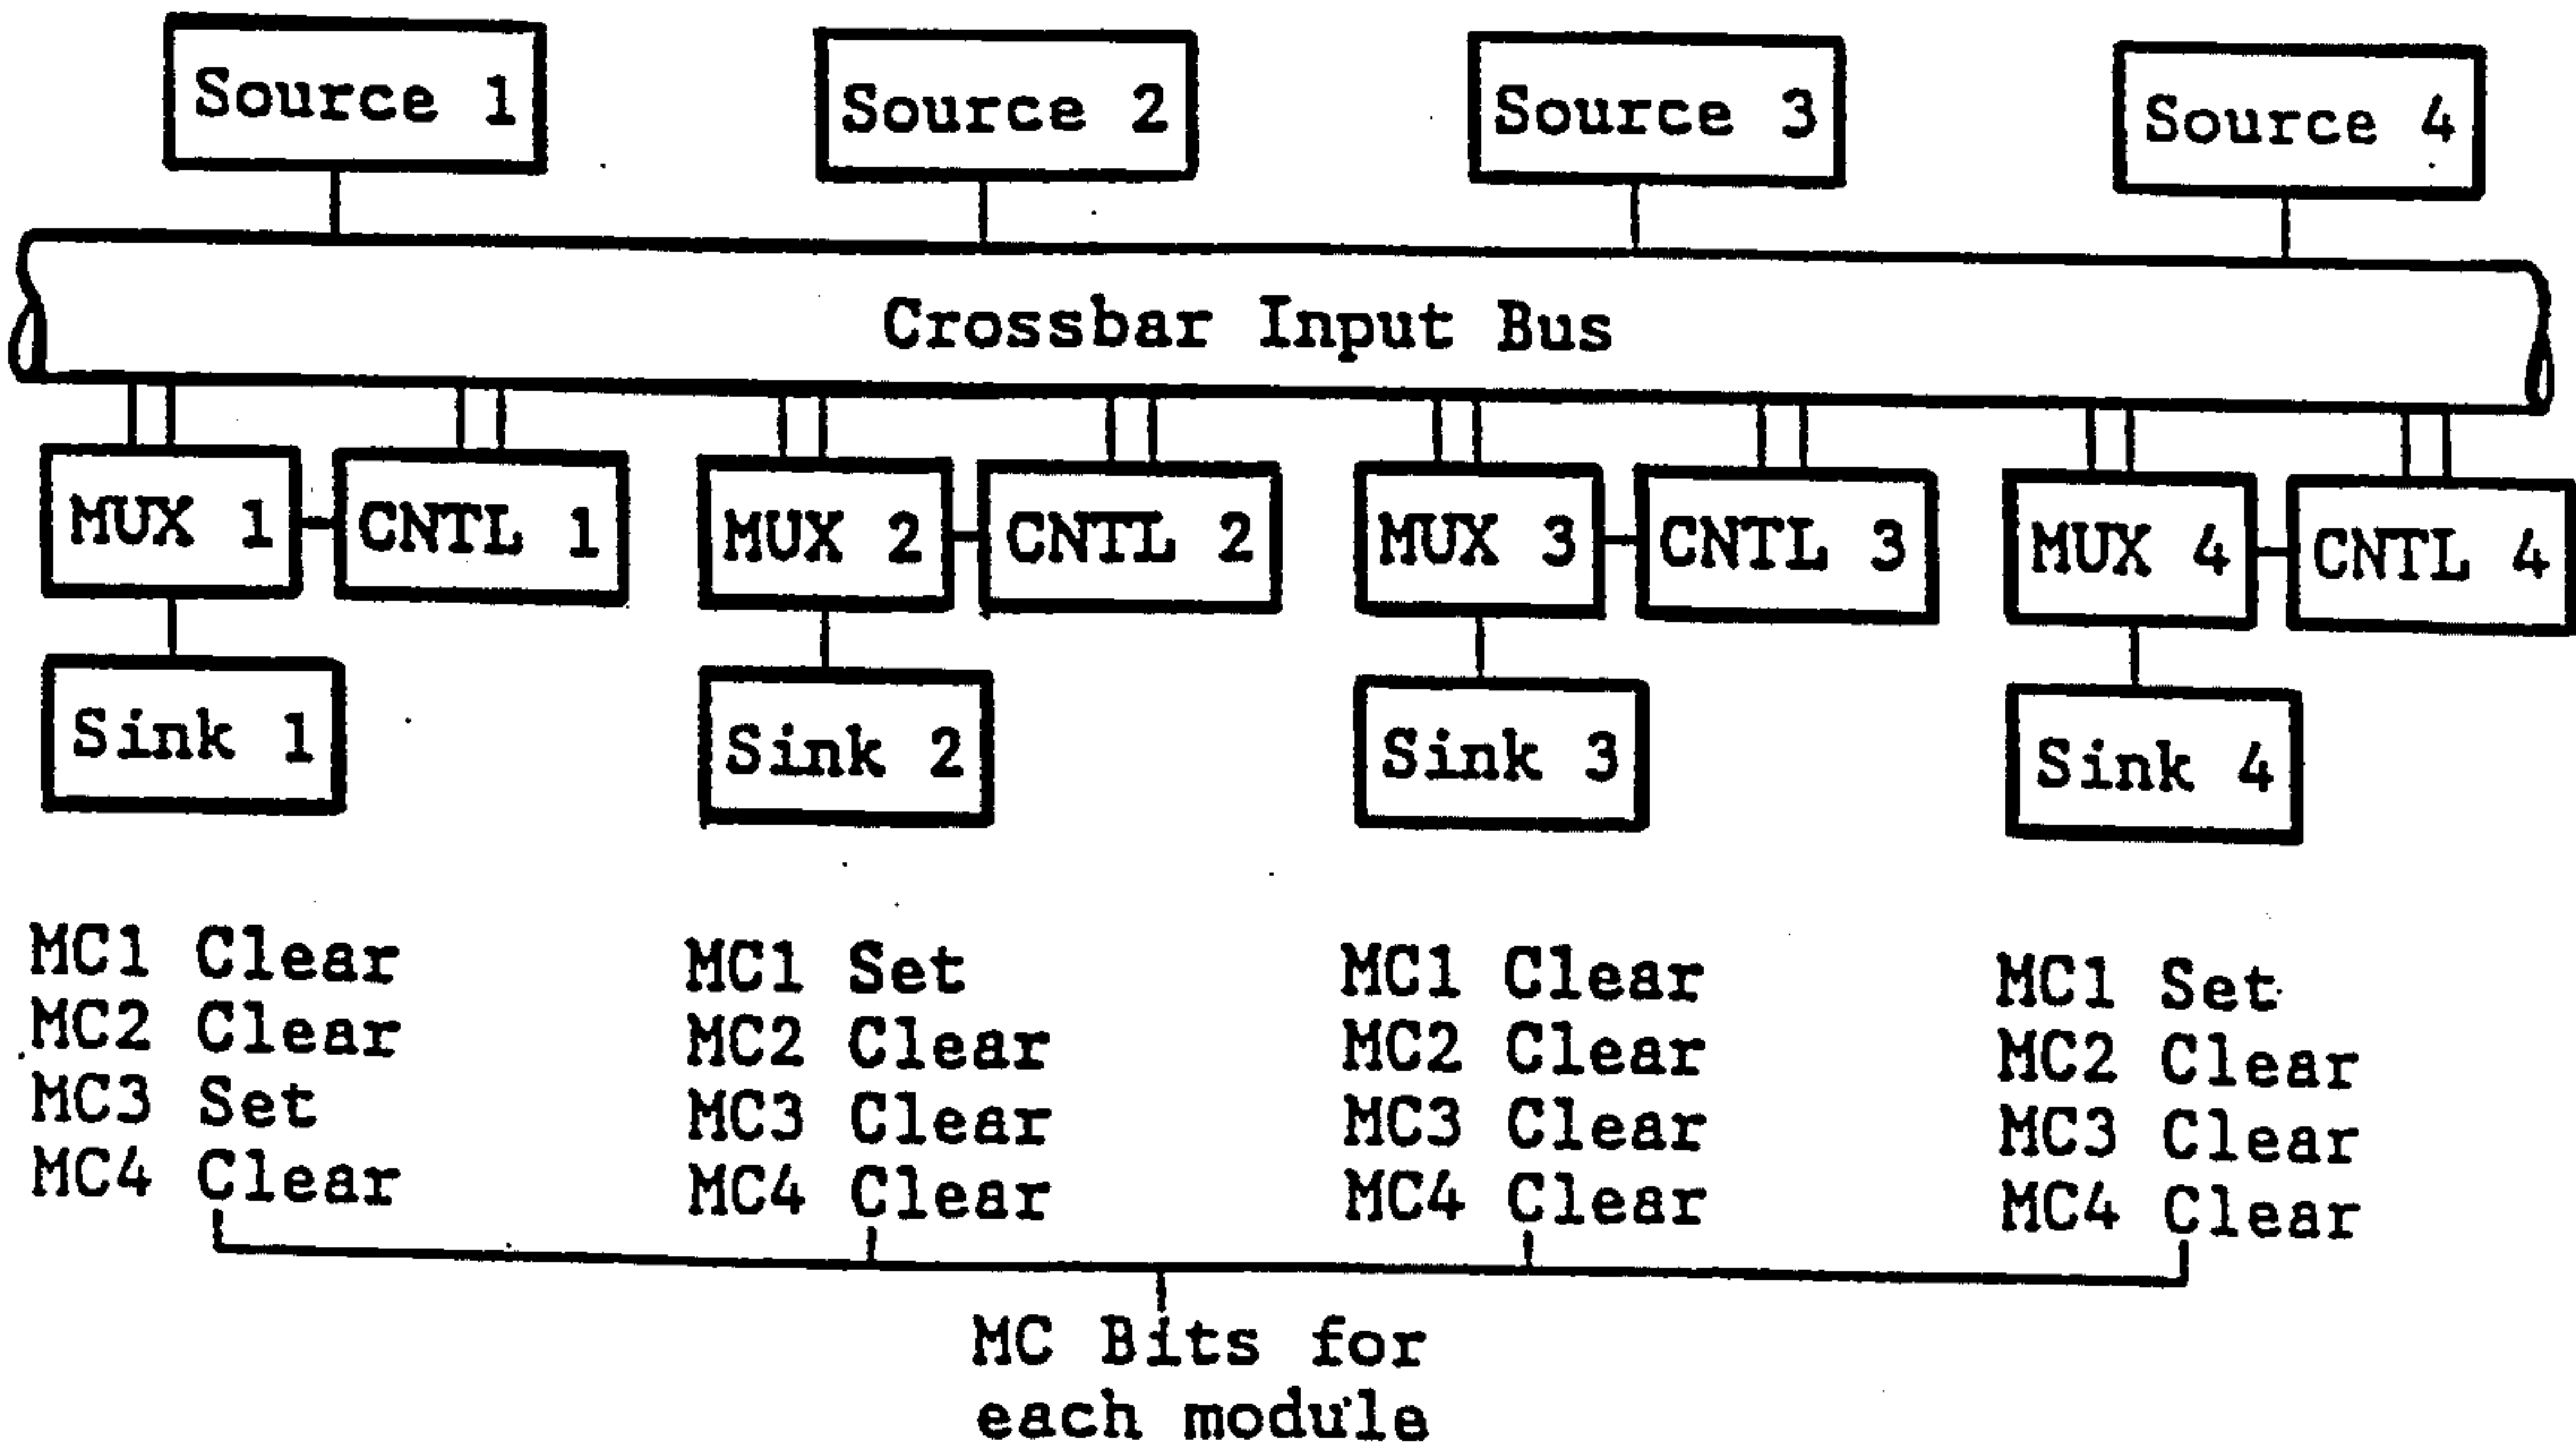 Source 1
Source 2
Source 3
Source 4
Crossbar Input Bus
MUX 1
CNTL 1
MUX 2
CNTL 2
MUX 3
CNTL 3
MUX 4
CNTL 4
Sink 1
Sink 2
Sink 3
Sink 4
MC1 Clear
MC2 Clear
MC3 Set
MC4 Clear
MC1 Set
MC2 Clear
MC3 Clear
MC4 Clear
MC1 Clear
MC2 Clear
MC3 Clear
MC4 Clear
MC1 Set
MC2 Clear
MC3 Clear
MC4 Clear
MC Bits for
each module